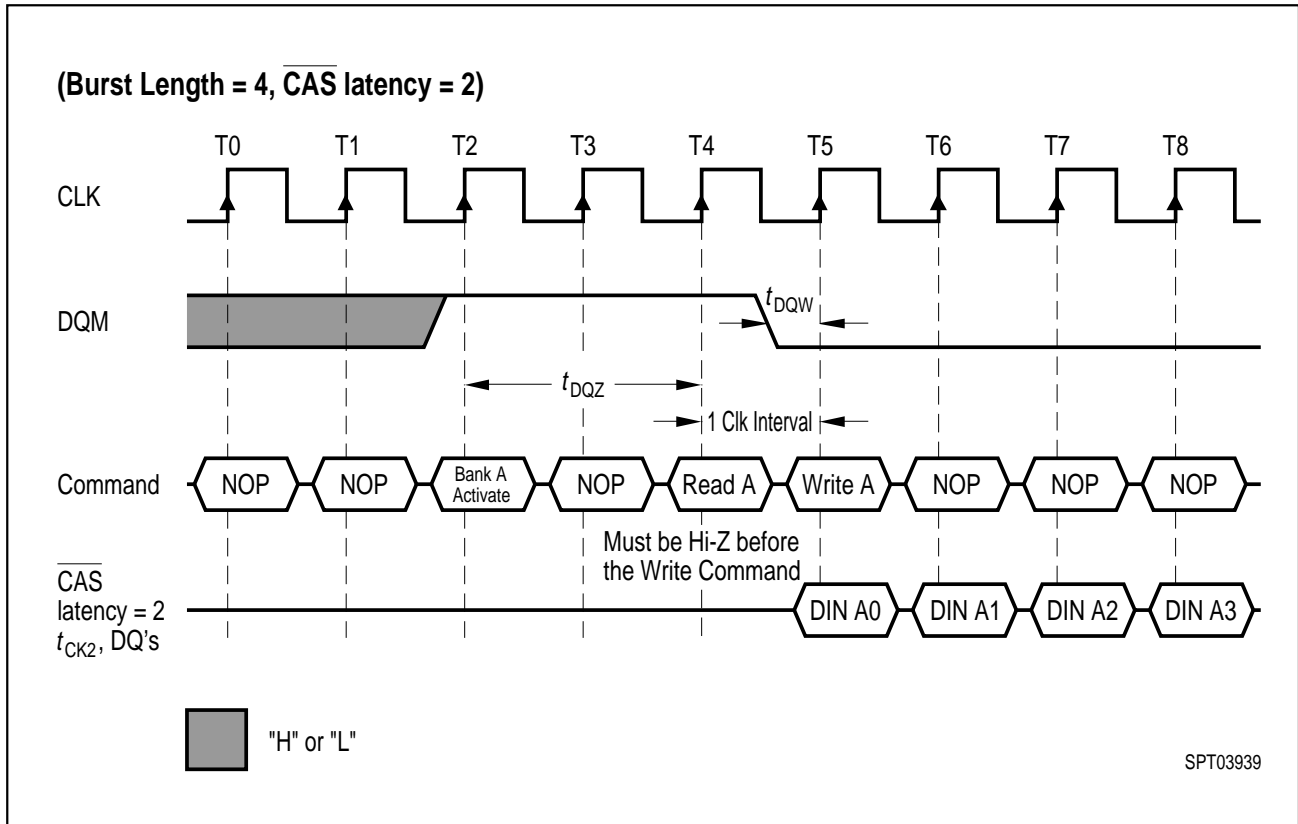 (Burst Length = 4, CAS latency = 2)
T0 T1 T2 T3 T4 T5 T6 T7 T8
CLK
DQM
tDQW
tDQZ
1 Clk Interval
Command
NOP NOP Bank A Activate NOP Read A Write A NOP NOP NOP
Must be Hi-Z before
the Write Command
CAS
latency = 2
tCK2, DQ's
DIN A0 DIN A1 DIN A2 DIN A3
"H" or "L"
SPT03939